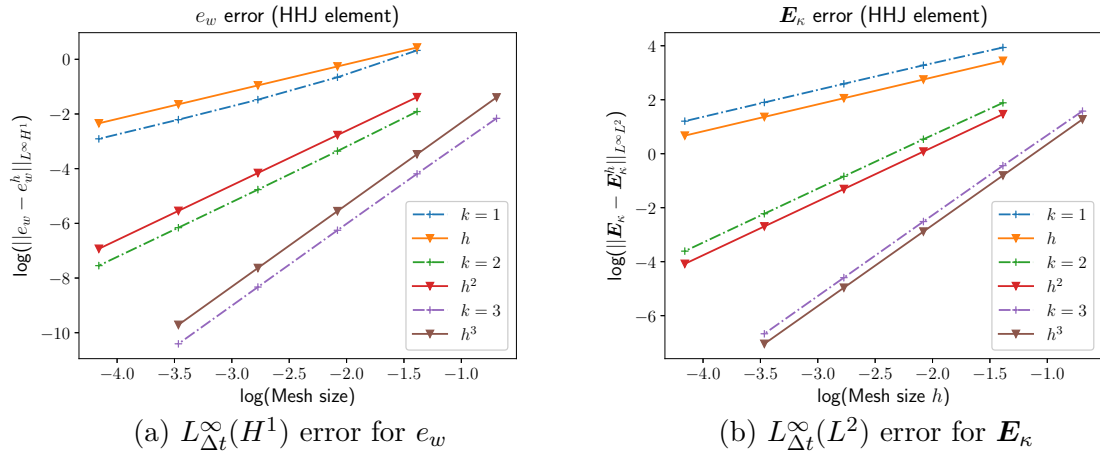 e_w error (HHJ element)
log(||e_w − e_w^h||_{L^∞ H^1})
0
−2
−4
−6
−8
−10
−4.0 −3.5 −3.0 −2.5 −2.0 −1.5 −1.0
log(Mesh size)
k = 1
h
k = 2
h^2
k = 3
h^3
(a) L^∞_{Δt}(H^1) error for e_w
E_κ error (HHJ element)
log(||E_κ − E_κ^h||_{L^∞ L^2})
4
2
0
−2
−4
−6
−4.0 −3.5 −3.0 −2.5 −2.0 −1.5 −1.0
log(Mesh size h)
k = 1
h
k = 2
h^2
k = 3
h^3
(b) L^∞_{Δt}(L^2) error for E_κ